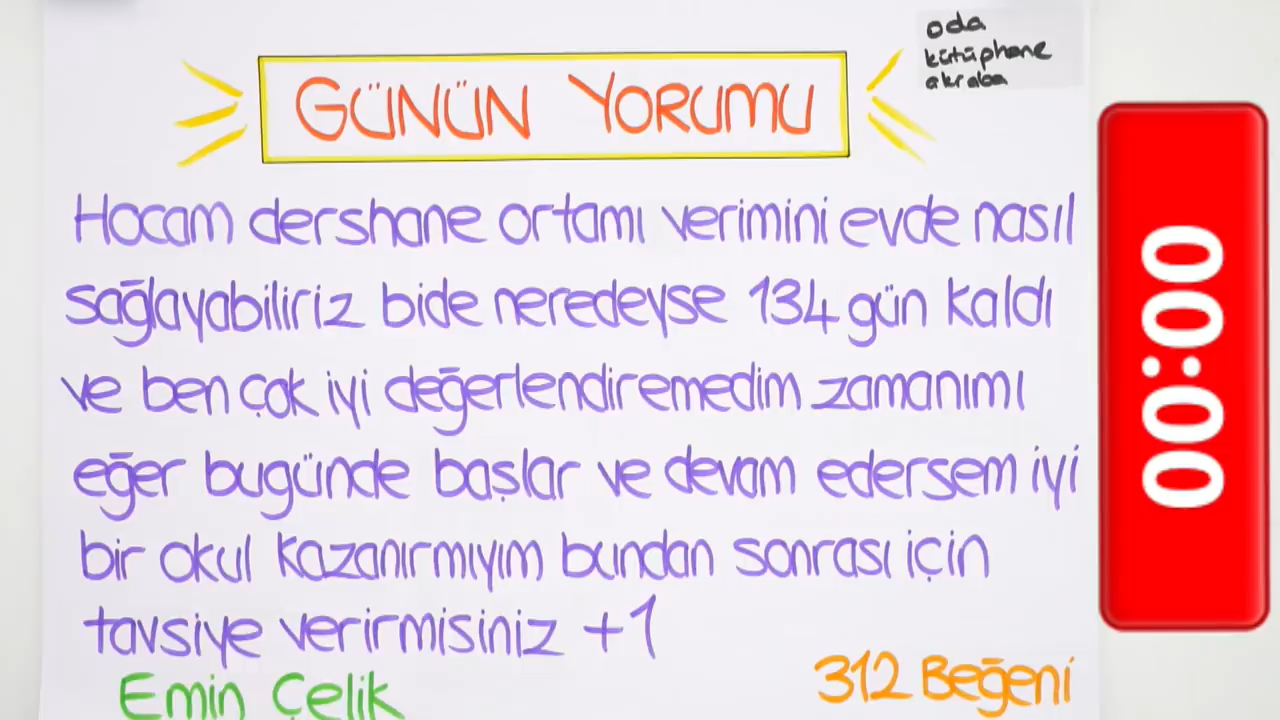 oda
kütüphane
akraba
GÜNÜN YORUMU
Hocam dershane ortamı verimini evde nasıl
sağlayabiliriz bide neredeyse 134 gün kaldı
ve ben çok iyi değerlendiremedim zamanımı
eğer bugünde başlar ve devam edersem iyi
bir okul kazanırmıyım bundan sonrası için
tavsiye verirmisiniz +1
Emin Çelik
312 Beğeni
00:00